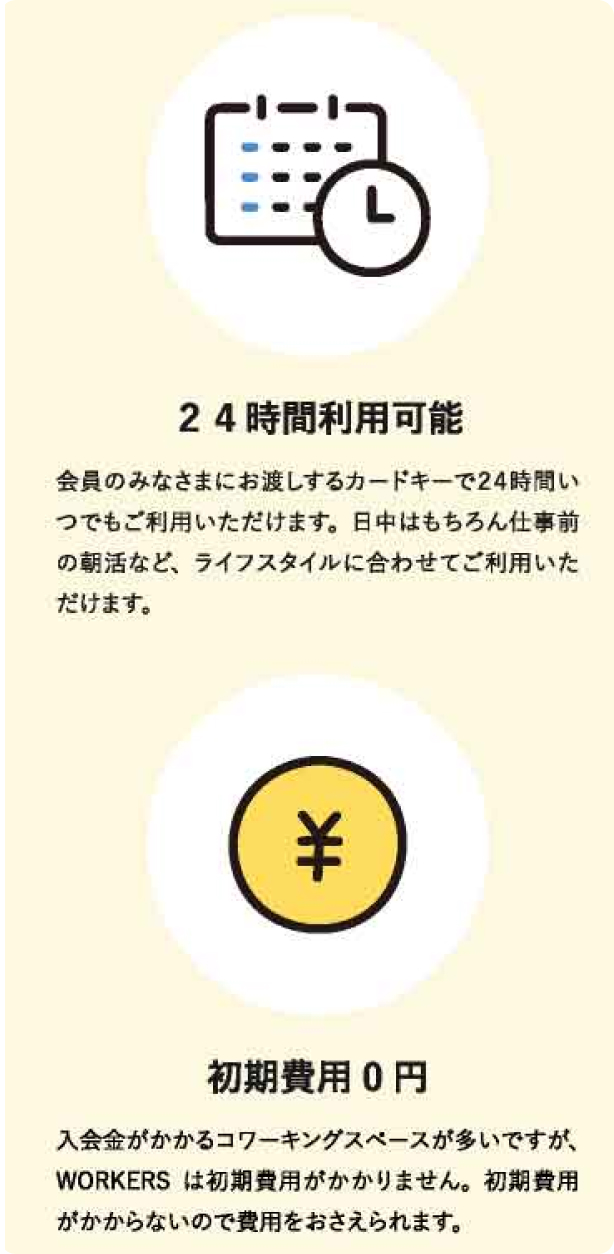 24時間利用可能
会員のみなさまにお渡しするカードキーで24時間い
つでもご利用いただけます。日中はもちろん仕事前
の朝活など、ライフスタイルに合わせてご利用いた
だけます。
¥
初期費用0円
入会金がかかるコワーキングスペースが多いですが、
WORKERS は初期費用がかかりません。初期費用
がかからないので費用をおさえられます。